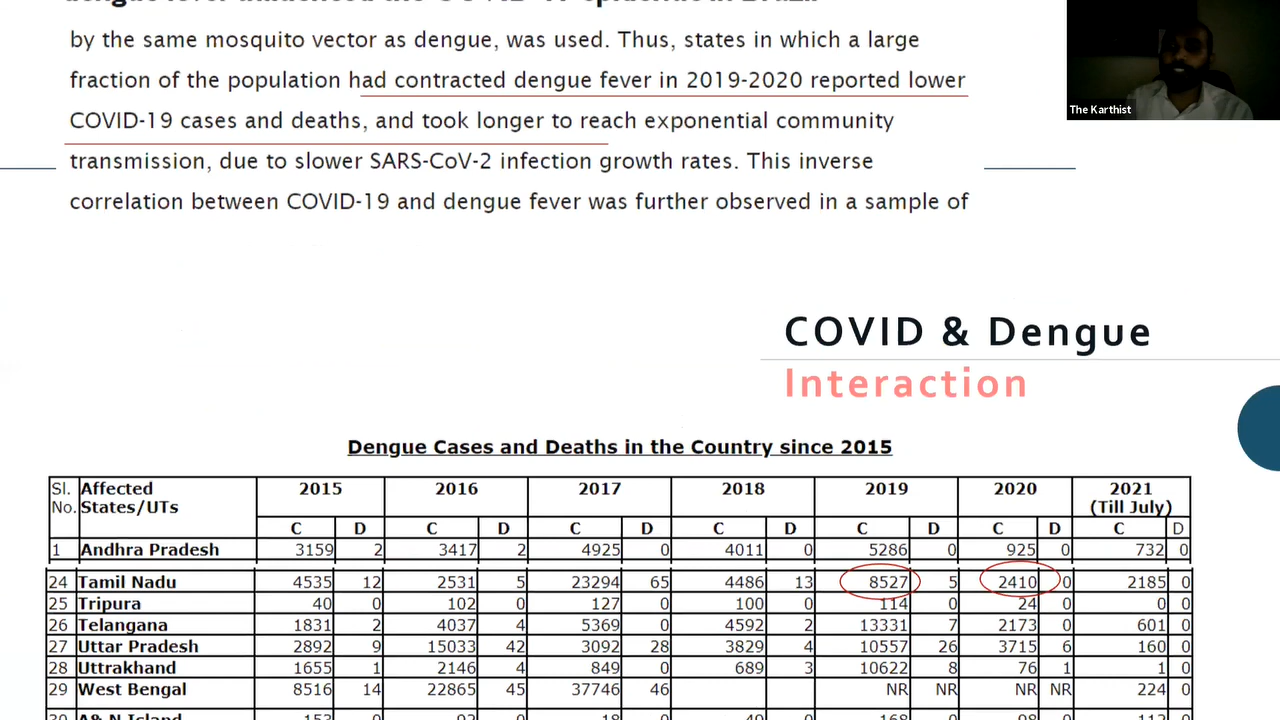 by the same mosquito vector as dengue, was used. Thus, states in which a large
fraction of the population had contracted dengue fever in 2019-2020 reported lower
COVID-19 cases and deaths, and took longer to reach exponential community
transmission, due to slower SARS-CoV-2 infection growth rates. This inverse
correlation between COVID-19 and dengue fever was further observed in a sample of
The Karthist
COVID & Dengue
Interaction
Dengue Cases and Deaths in the Country since 2015
Sl. No. Affected States/UTs 2015 2016 2017 2018 2019 2020 2021 (Till July)
C D C D C D C D C D C D C D
1 Andhra Pradesh 3159 2 3417 2 4925 0 4011 0 5286 0 925 0 732 0
24 Tamil Nadu 4535 12 2531 5 23294 65 4486 13 8527 5 2410 0 2185 0
25 Tripura 40 0 102 0 127 0 100 0 114 0 24 0 0 0
26 Telangana 1831 2 4037 4 5369 0 4592 2 13331 7 2173 0 601 0
27 Uttar Pradesh 2892 9 15033 42 3092 28 3829 4 10557 26 3715 6 160 0
28 Uttrakhand 1655 1 2146 4 849 0 689 3 10622 8 76 1 1 0
29 West Bengal 8516 14 22865 45 37746 46 NR NR NR NR 224 0